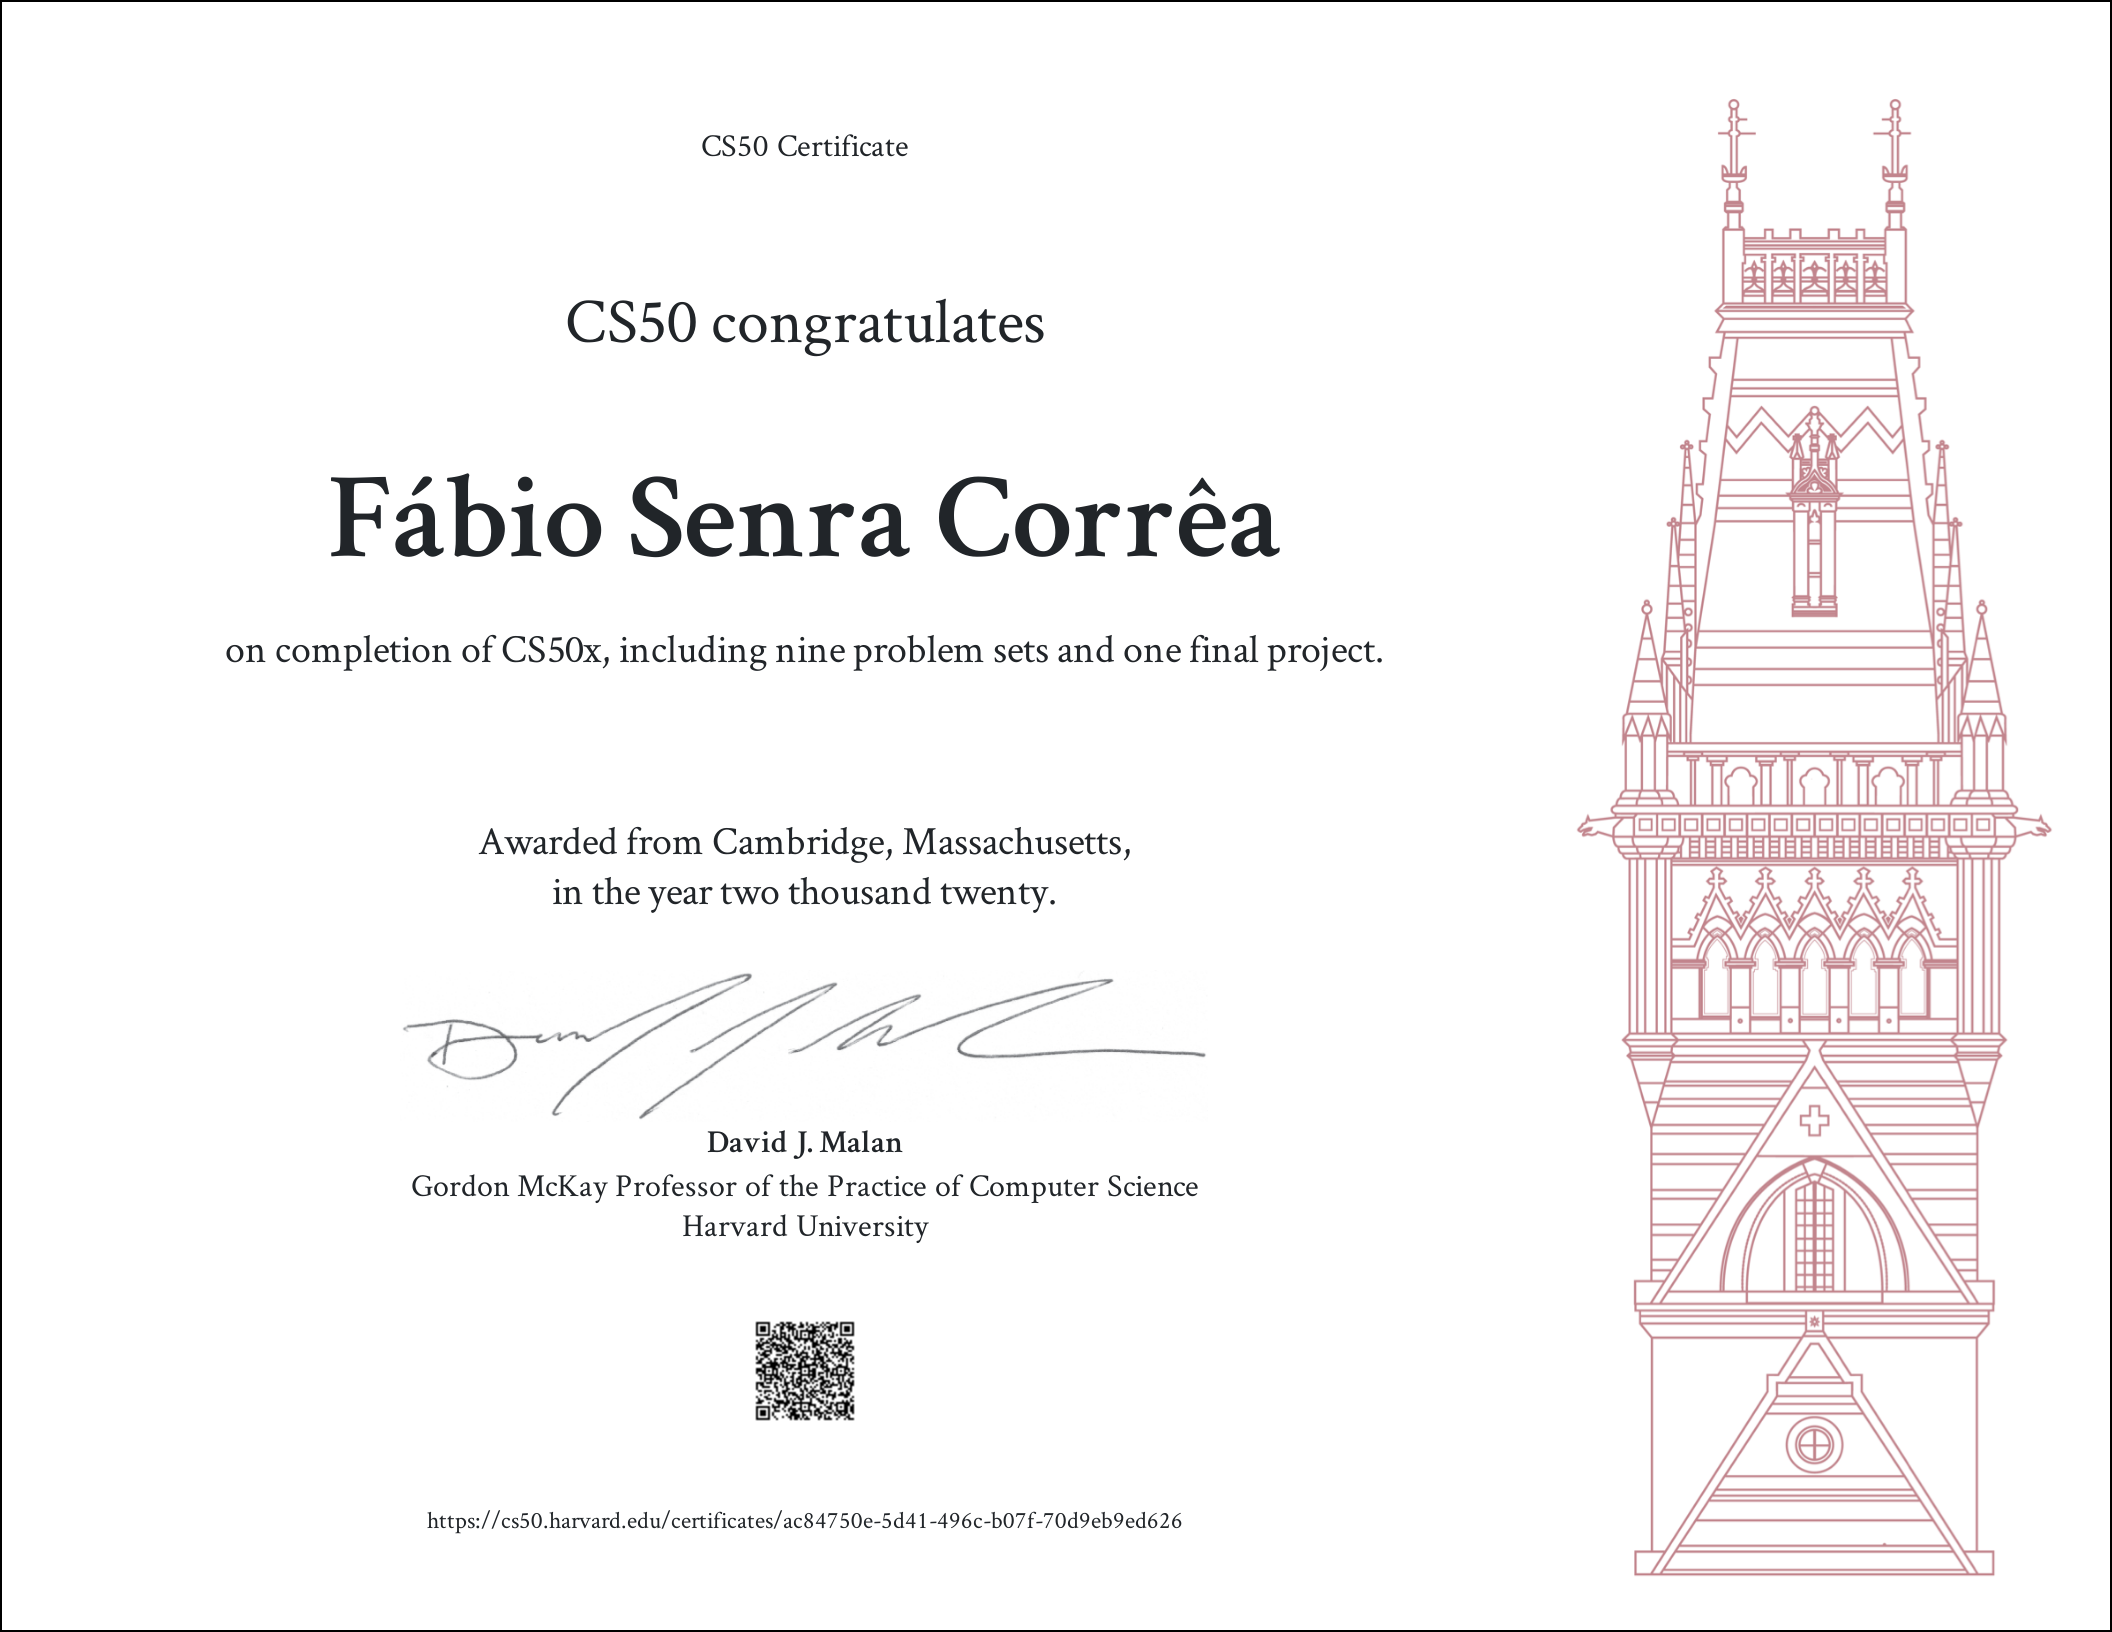 CS50 Certificate
CS50 congratulates
Fábio Senra Corrêa
on completion of CS50x, including nine problem sets and one final project.
Awarded from Cambridge, Massachusetts,
in the year two thousand twenty.
David J. Malan
Gordon McKay Professor of the Practice of Computer Science
Harvard University
https://cs50.harvard.edu/certificates/ac84750e-5d41-496c-b07f-70d9eb9ed626